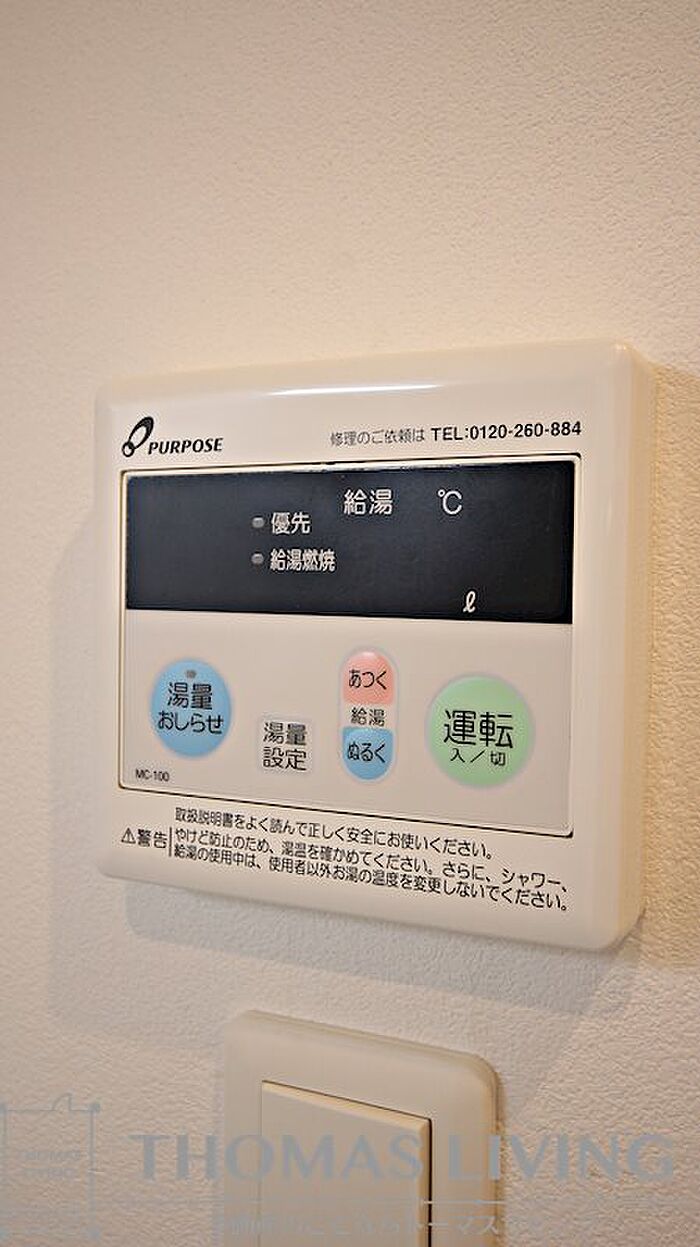 PURPOSE
修理のご依頼は TEL:0120-260-884
給湯 ℃
優先
給湯燃焼
ℓ
湯量
おしらせ
湯量
設定
あつく
給湯
ぬるく
運転
入／切
MC-100
取扱説明書をよく読んで正しく安全にお使いください。
⚠警告 やけど防止のため、湯温を確かめてください。さらに、シャワー、
給湯の使用中は、使用者以外お湯の温度を変更しないでください。
THOMAS LIVING